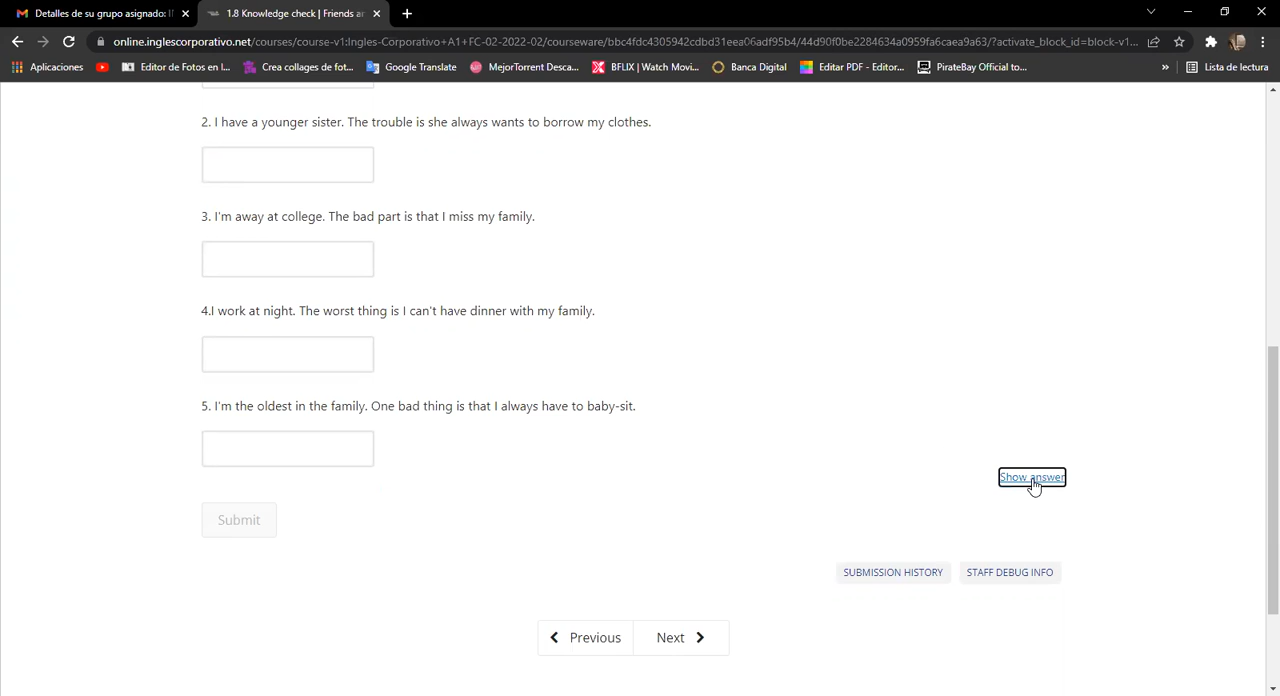 Detalles de su grupo asignado: I
1.8 Knowledge check | Friends ar
online.inglescorporativo.net/courses/course-v1:Ingles-Corporativo+A1+FC-02-2022-02/courseware/bbc4fdc4305942cdbd31eea06adf95b4/44d90f0be2284634a0959fa6caea9a63/?activate_block_id=block-v1...
Aplicaciones
Editor de Fotos en l...
Crea collages de fot...
Google Translate
MejorTorrent Desca...
BFLIX | Watch Movi...
Banca Digital
Editar PDF - Editor...
PirateBay Official to...
»
Lista de lectura
2. I have a younger sister. The trouble is she always wants to borrow my clothes.
3. I'm away at college. The bad part is that I miss my family.
4.I work at night. The worst thing is I can't have dinner with my family.
5. I'm the oldest in the family. One bad thing is that I always have to baby-sit.
Show answer
Submit
SUBMISSION HISTORY
STAFF DEBUG INFO
Previous
Next